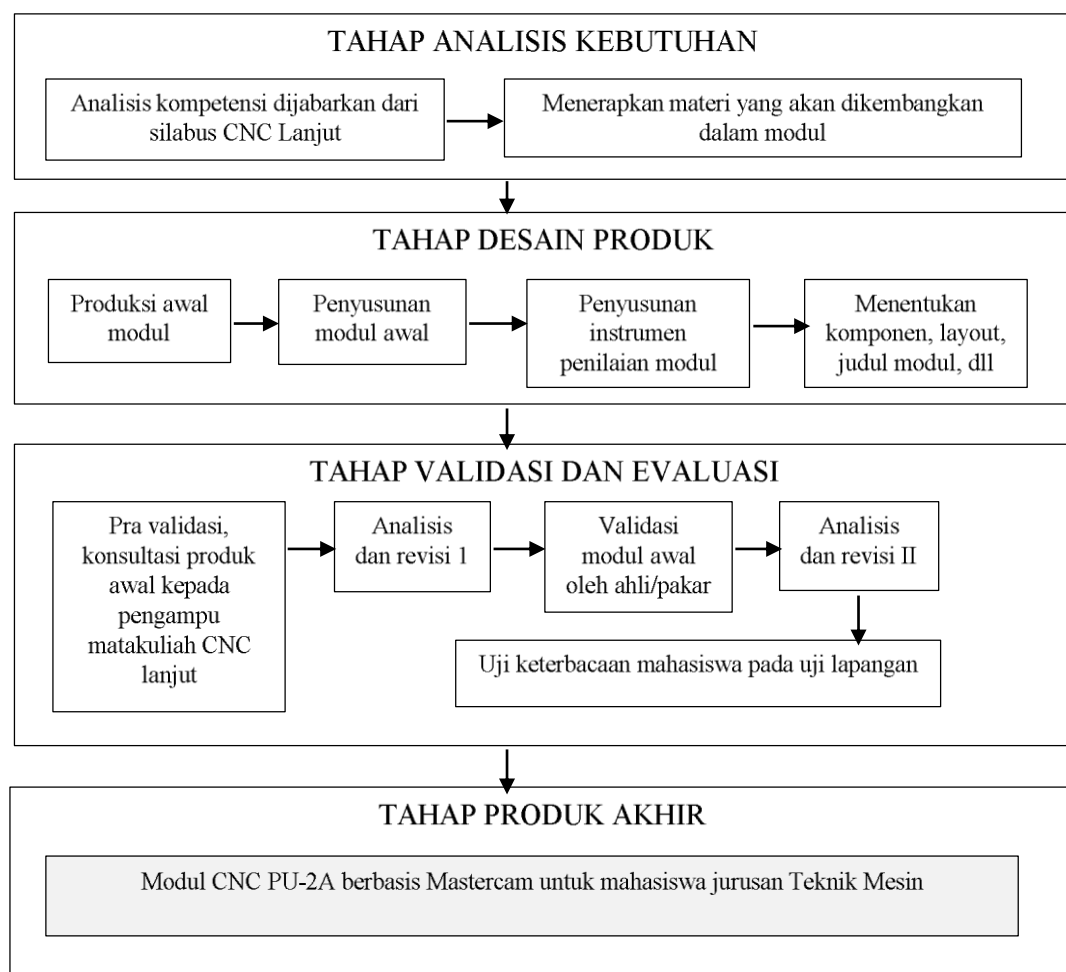 TAHAP ANALISIS KEBUTUHAN
Analisis kompetensi dijabarkan dari
silabus CNC Lanjut
Menerapkan materi yang akan dikembangkan
dalam modul
TAHAP DESAIN PRODUK
Produksi awal
modul
Penyusunan
modul awal
Penyusunan
instrumen
penilaian modul
Menentukan
komponen, layout,
judul modul, dll
TAHAP VALIDASI DAN EVALUASI
Pra validasi,
konsultasi produk
awal kepada
pengampu
matakuliah CNC
lanjut
Analisis
dan revisi 1
Validasi
modul awal
oleh ahli/pakar
Analisis
dan revisi II
Uji keterbacaan mahasiswa pada uji lapangan
TAHAP PRODUK AKHIR
Modul CNC PU-2A berbasis Mastercam untuk mahasiswa jurusan Teknik Mesin